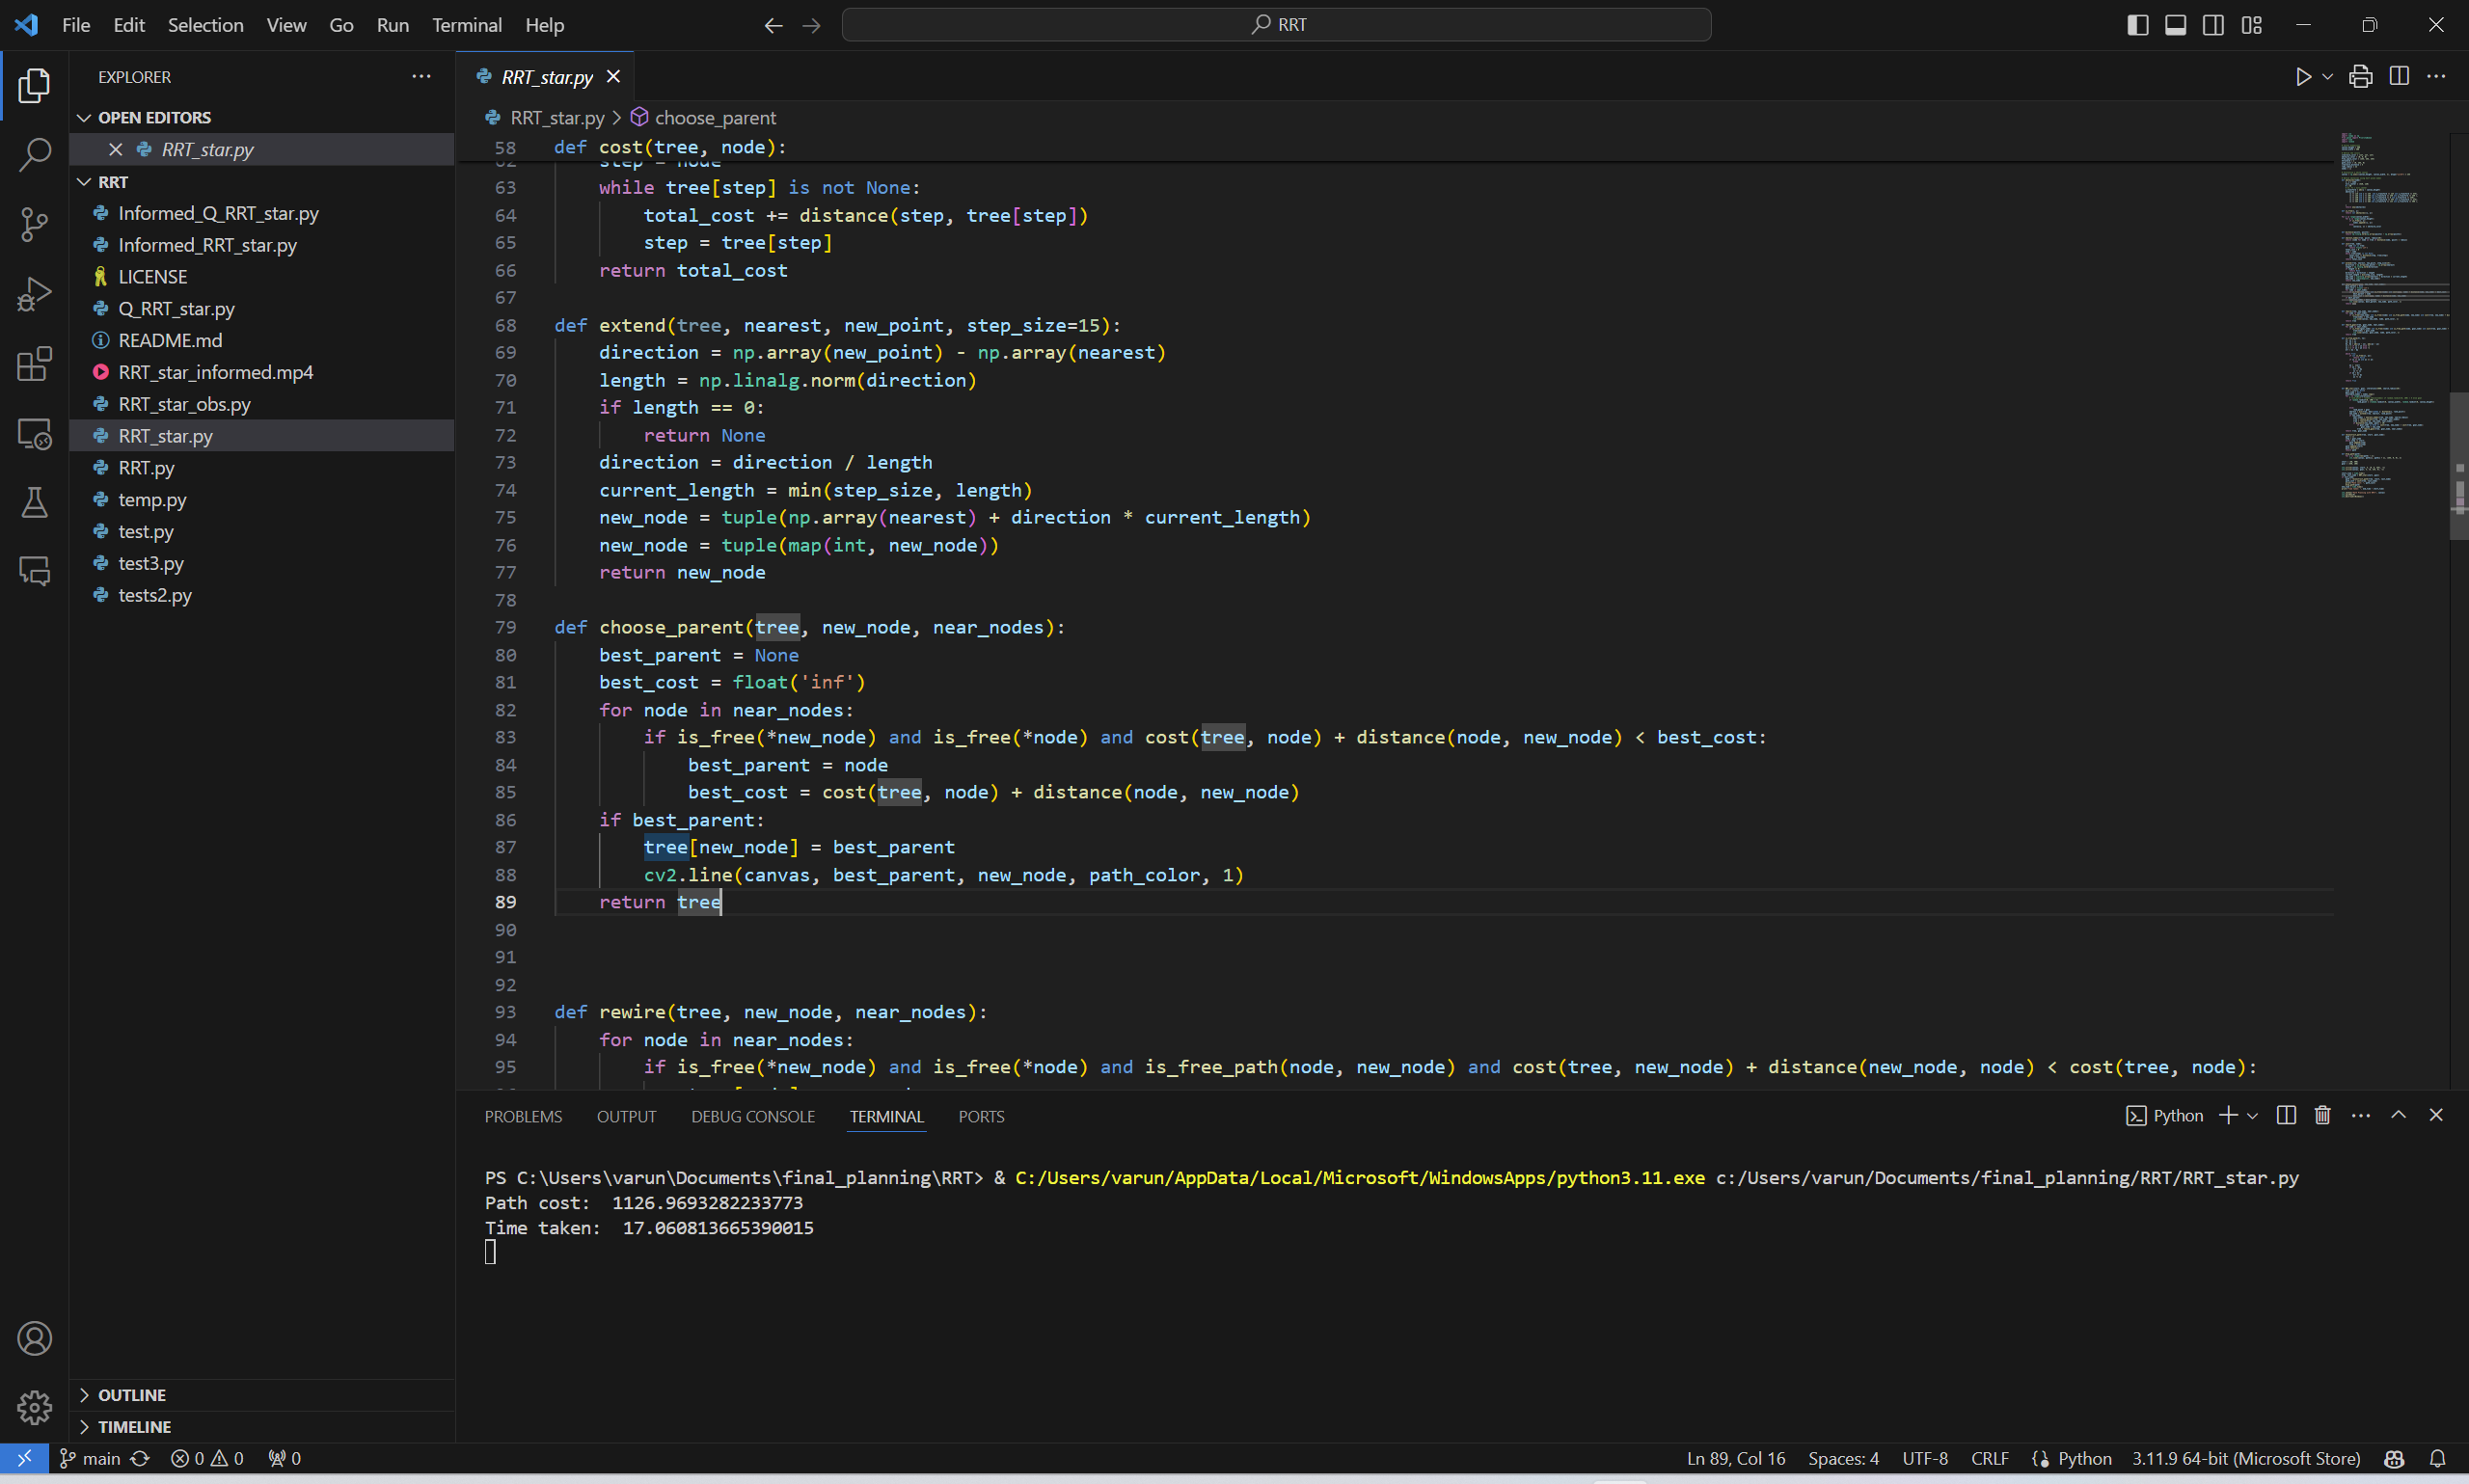 File Edit Selection View Go Run Terminal Help
RRT
EXPLORER
OPEN EDITORS
RRT_star.py
RRT
Informed_Q_RRT_star.py
Informed_RRT_star.py
LICENSE
Q_RRT_star.py
README.md
RRT_star_informed.mp4
RRT_star_obs.py
RRT_star.py
RRT.py
temp.py
test.py
test3.py
tests2.py
OUTLINE
TIMELINE
RRT_star.py
RRT_star.py > choose_parent
58 def cost(tree, node):
62 step = node
63 while tree[step] is not None:
64 total_cost += distance(step, tree[step])
65 step = tree[step]
66 return total_cost
67
68 def extend(tree, nearest, new_point, step_size=15):
69 direction = np.array(new_point) - np.array(nearest)
70 length = np.linalg.norm(direction)
71 if length == 0:
72 return None
73 direction = direction / length
74 current_length = min(step_size, length)
75 new_node = tuple(np.array(nearest) + direction * current_length)
76 new_node = tuple(map(int, new_node))
77 return new_node
78
79 def choose_parent(tree, new_node, near_nodes):
80 best_parent = None
81 best_cost = float('inf')
82 for node in near_nodes:
83 if is_free(*new_node) and is_free(*node) and cost(tree, node) + distance(node, new_node) < best_cost:
84 best_parent = node
85 best_cost = cost(tree, node) + distance(node, new_node)
86 if best_parent:
87 tree[new_node] = best_parent
88 cv2.line(canvas, best_parent, new_node, path_color, 1)
89 return tree
90
91
92
93 def rewire(tree, new_node, near_nodes):
94 for node in near_nodes:
95 if is_free(*new_node) and is_free(*node) and is_free_path(node, new_node) and cost(tree, new_node) + distance(new_node, node) < cost(tree, node):
PROBLEMS OUTPUT DEBUG CONSOLE TERMINAL PORTS
Python
PS C:\Users\varun\Documents\final_planning\RRT> & C:/Users/varun/AppData/Local/Microsoft/WindowsApps/python3.11.exe c:/Users/varun/Documents/final_planning/RRT/RRT_star.py
Path cost:  1126.9693282233773
Time taken:  17.060813665390015
main 0 0 0
Ln 89, Col 16 Spaces: 4 UTF-8 CRLF Python 3.11.9 64-bit (Microsoft Store)